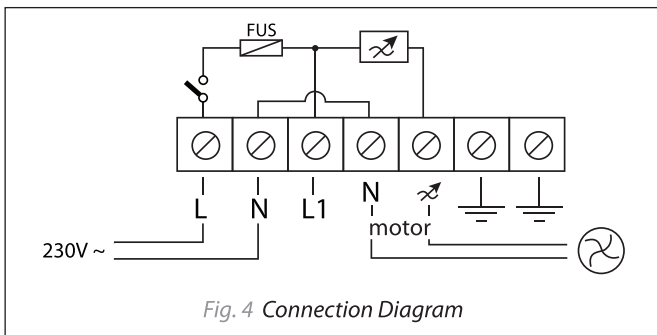 FUS
L N L1 N
motor
230V ~
Fig. 4 Connection Diagram